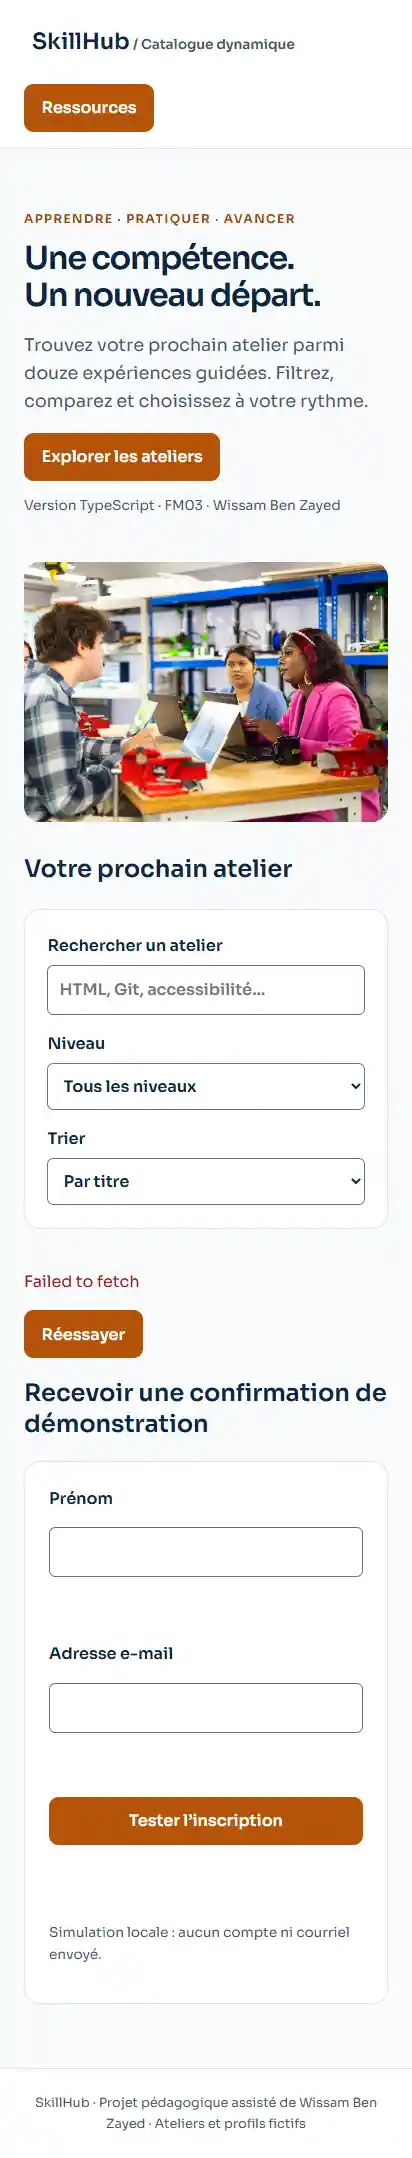 SkillHub / Catalogue dynamique
Ressources
APPRENDRE · PRATIQUER · AVANCER
Une compétence.
Un nouveau départ.
Trouvez votre prochain atelier parmi
douze expériences guidées. Filtrez,
comparez et choisissez à votre rythme.
Explorer les ateliers
Version TypeScript · FM03 · Wissam Ben Zayed
Votre prochain atelier
Rechercher un atelier
HTML, Git, accessibilité…
Niveau
Tous les niveaux
Trier
Par titre
Failed to fetch
Réessayer
Recevoir une confirmation de
démonstration
Prénom
Adresse e-mail
Tester l’inscription
Simulation locale : aucun compte ni courriel
envoyé.
SkillHub · Projet pédagogique assisté de Wissam Ben
Zayed · Ateliers et profils fictifs